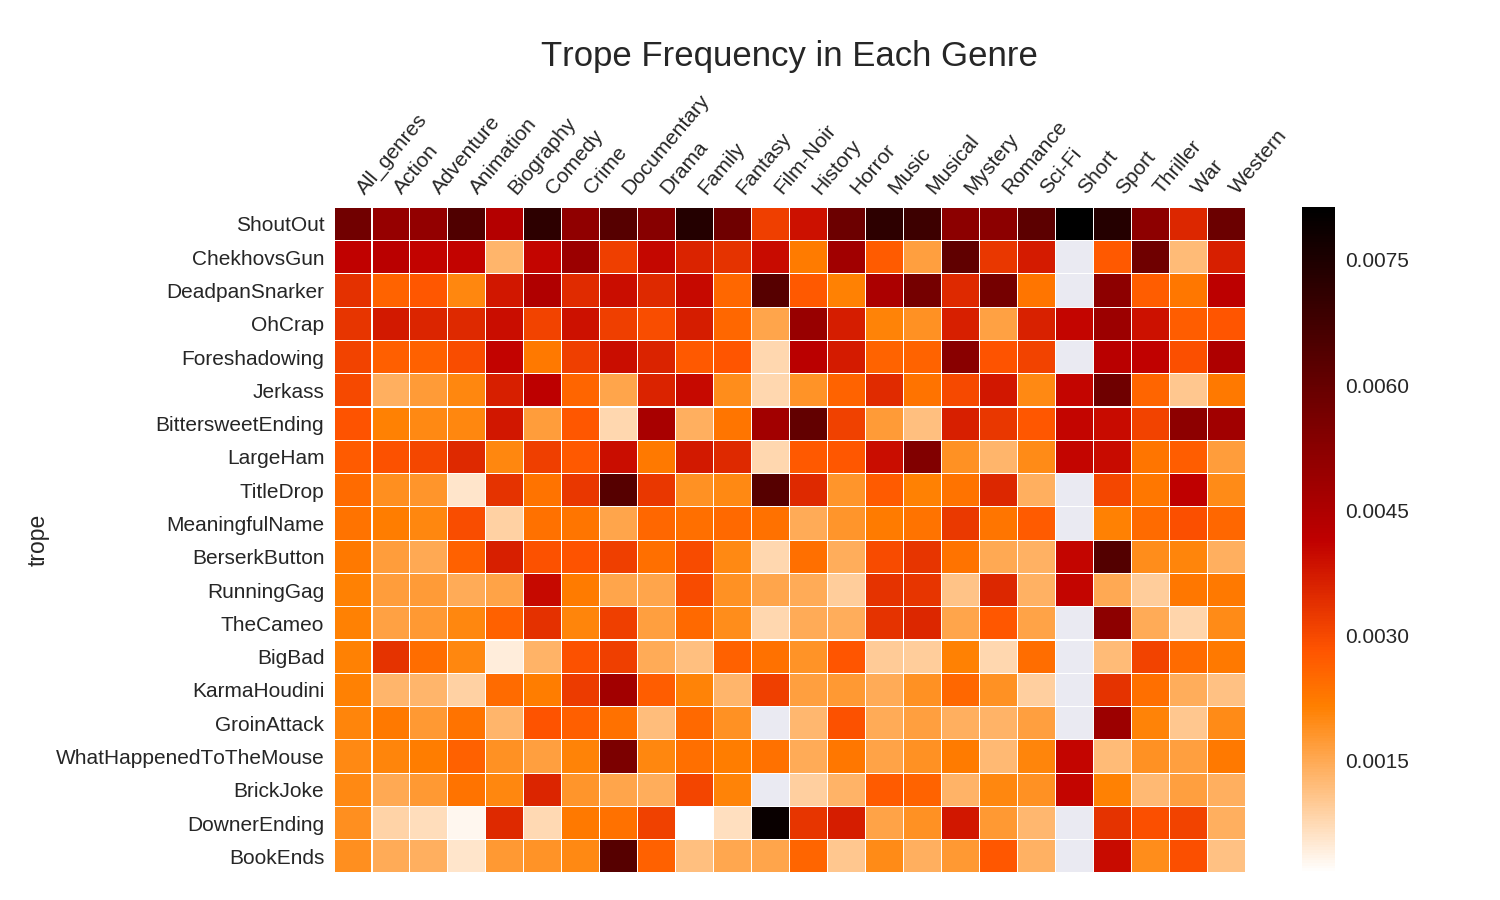 Trope Frequency in Each Genre
All_genres
Action
Adventure
Animation
Biography
Comedy
Crime
Documentary
Drama
Family
Fantasy
Film-Noir
History
Horror
Music
Musical
Mystery
Romance
Sci-Fi
Short
Sport
Thriller
War
Western
trope
ShoutOut
ChekhovsGun
DeadpanSnarker
OhCrap
Foreshadowing
Jerkass
BittersweetEnding
LargeHam
TitleDrop
MeaningfulName
BerserkButton
RunningGag
TheCameo
BigBad
KarmaHoudini
GroinAttack
WhatHappenedToTheMouse
BrickJoke
DownerEnding
BookEnds
0.0075
0.0060
0.0045
0.0030
0.0015